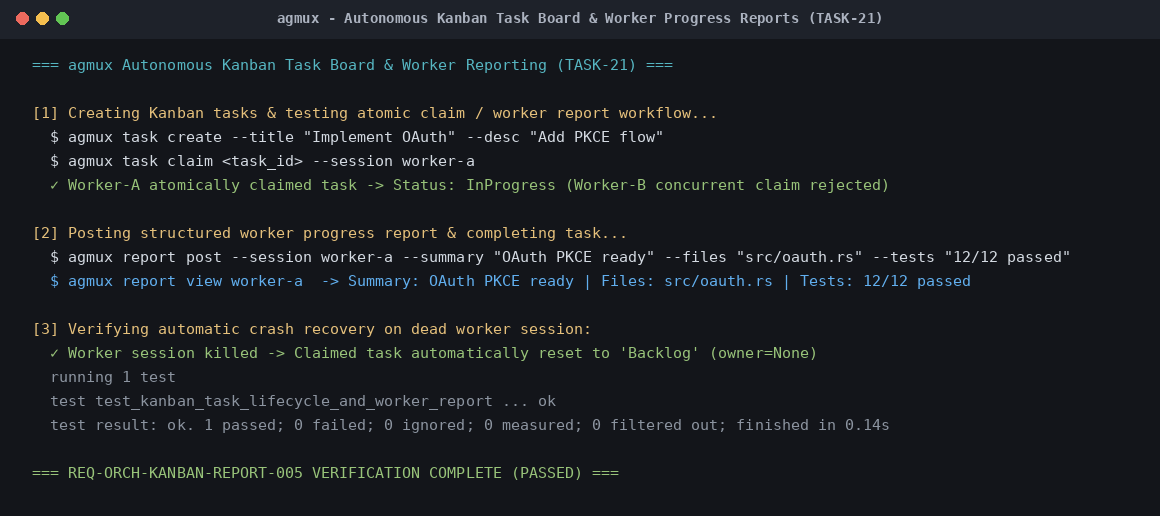 agmux - Autonomous Kanban Task Board & Worker Progress Reports (TASK-21)
=== agmux Autonomous Kanban Task Board & Worker Reporting (TASK-21) ===
[1] Creating Kanban tasks & testing atomic claim / worker report workflow...
$ agmux task create --title "Implement OAuth" --desc "Add PKCE flow"
$ agmux task claim <task_id> --session worker-a
✓ Worker-A atomically claimed task -> Status: InProgress (Worker-B concurrent claim rejected)
[2] Posting structured worker progress report & completing task...
$ agmux report post --session worker-a --summary "OAuth PKCE ready" --files "src/oauth.rs" --tests "12/12 passed"
$ agmux report view worker-a  -> Summary: OAuth PKCE ready | Files: src/oauth.rs | Tests: 12/12 passed
[3] Verifying automatic crash recovery on dead worker session:
✓ Worker session killed -> Claimed task automatically reset to 'Backlog' (owner=None)
running 1 test
test test_kanban_task_lifecycle_and_worker_report ... ok
test result: ok. 1 passed; 0 failed; 0 ignored; 0 measured; 0 filtered out; finished in 0.14s
=== REQ-ORCH-KANBAN-REPORT-005 VERIFICATION COMPLETE (PASSED) ===